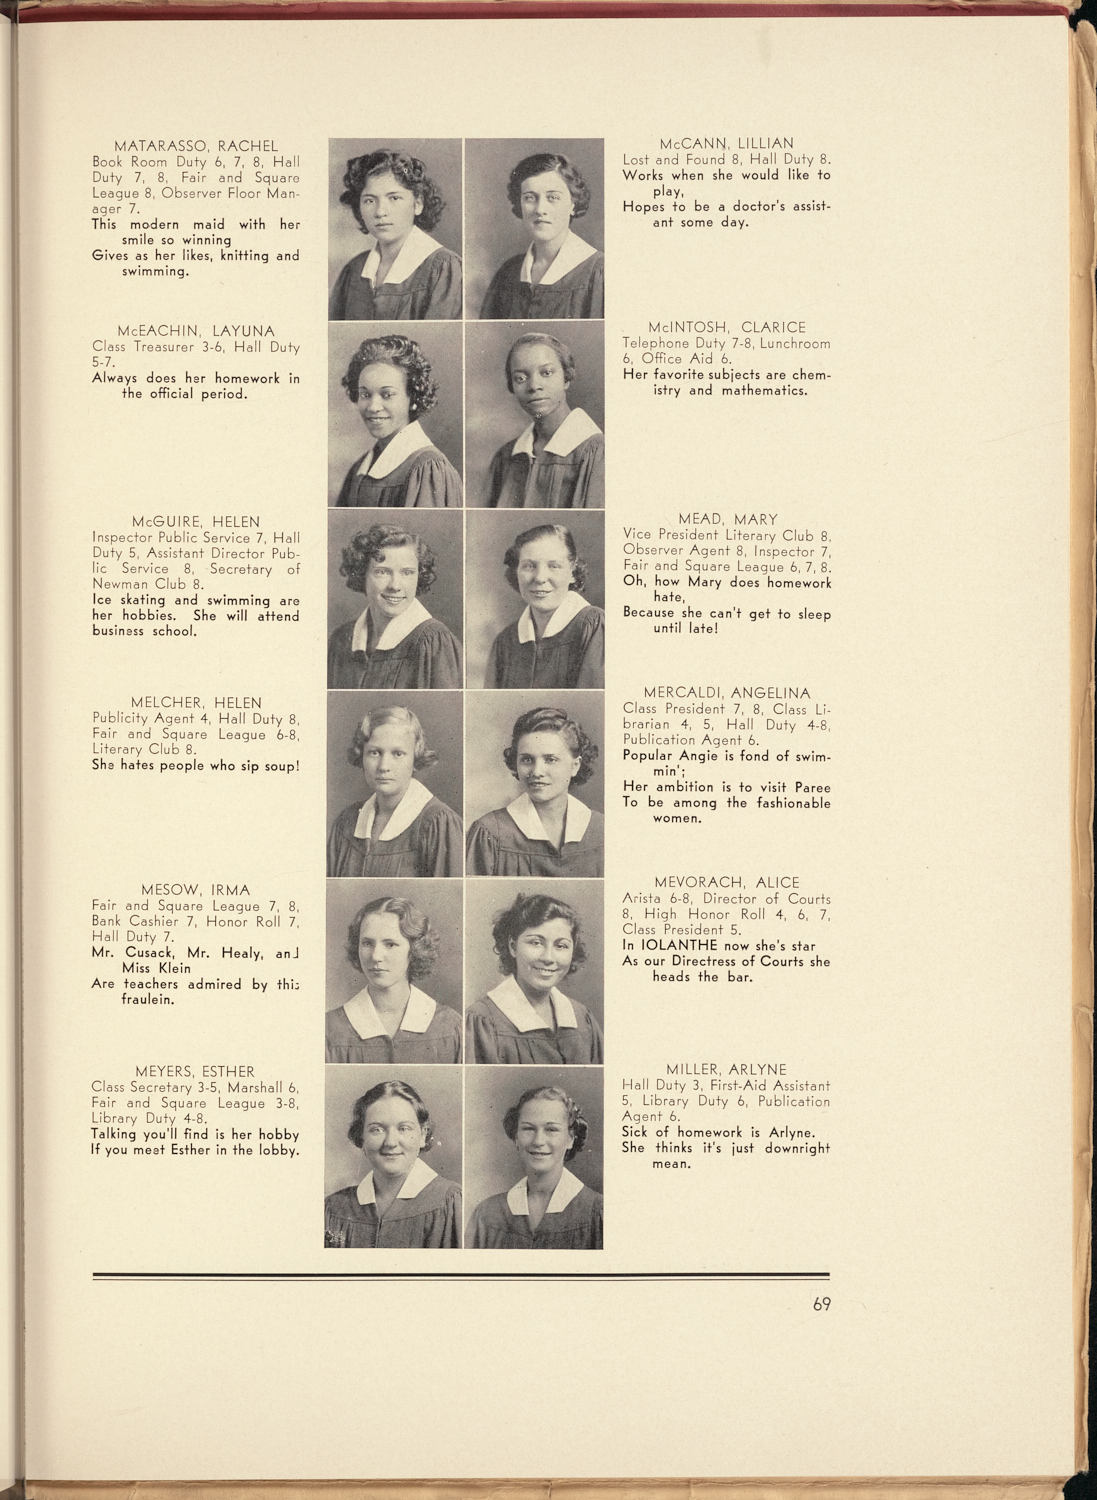 MATARASSO, RACHEL
Book Room Duty 6, 7, 8, Hall
Duty 7, 8, Fair and Square
League 8, Observer Floor Man-
ager 7.
This modern maid with her
smile so winning
Gives as her likes, knitting and
swimming.
McEACHIN, LAYUNA
Class Treasurer 3-6, Hall Duty
5-7.
Always does her homework in
the official period.
McGUIRE, HELEN
Inspector Public Service 7, Hall
Duty 5, Assistant Director Pub-
lic Service 8, Secretary of
Newman Club 8.
Ice skating and swimming are
her hobbies. She will attend
business school.
MELCHER, HELEN
Publicity Agent 4, Hall Duty 8,
Fair and Square League 6-8,
Literary Club 8.
She hates people who sip soup!
MESOW, IRMA
Fair and Square League 7, 8,
Bank Cashier 7, Honor Roll 7,
Hall Duty 7.
Mr. Cusack, Mr. Healy, and
Miss Klein
Are teachers admired by this
fraulein.
MEYERS, ESTHER
Class Secretary 3-5, Marshall 6,
Fair and Square League 3-8,
Library Duty 4-8.
Talking you'll find is her hobby
If you meet Esther in the lobby.
McCANN, LILLIAN
Lost and Found 8, Hall Duty 8.
Works when she would like to
play,
Hopes to be a doctor's assist-
ant some day.
McINTOSH, CLARICE
Telephone Duty 7-8, Lunchroom
6, Office Aid 6.
Her favorite subjects are chem-
istry and mathematics.
MEAD, MARY
Vice President Literary Club 8,
Observer Agent 8, Inspector 7,
Fair and Square League 6, 7, 8.
Oh, how Mary does homework
hate,
Because she can't get to sleep
until late!
MERCALDI, ANGELINA
Class President 7, 8, Class Li-
brarian 4, 5, Hall Duty 4-8,
Publication Agent 6.
Popular Angie is fond of swim-
min';
Her ambition is to visit Paree
To be among the fashionable
women.
MEVORACH, ALICE
Arista 6-8, Director of Courts
8, High Honor Roll 4, 6, 7,
Class President 5.
In IOLANTHE now she's star
As our Directress of Courts she
heads the bar.
MILLER, ARLYNE
Hall Duty 3, First-Aid Assistant
5, Library Duty 6, Publication
Agent 6.
Sick of homework is Arlyne.
She thinks it's just downright
mean.
69